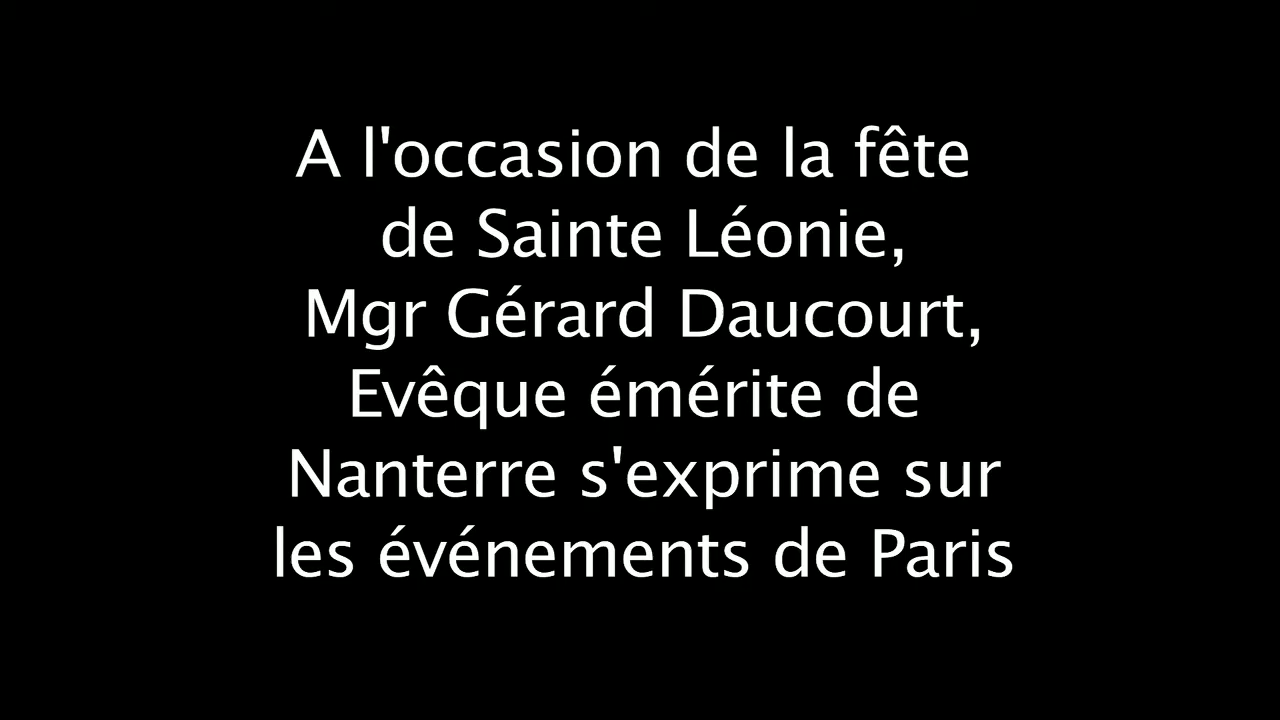 A l'occasion de la fête
de Sainte Léonie,
Mgr Gérard Daucourt,
Evêque émérite de
Nanterre s'exprime sur
les événements de Paris